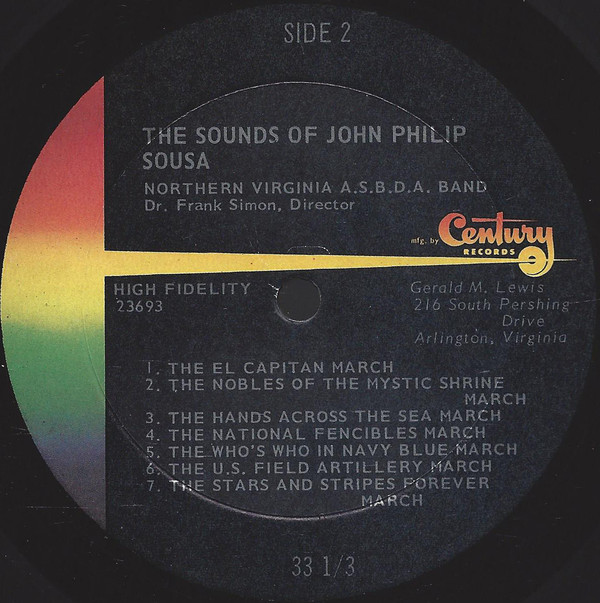 SIDE 2
THE SOUNDS OF JOHN PHILIP
SOUSA
NORTHERN VIRGINIA A.S.B.D.A. BAND
Dr. Frank Simon, Director
mfg. by Century
RECORDS
HIGH FIDELITY
23693
Gerald M. Lewis
216 South Pershing
Drive
Arlington, Virginia
1. THE EL CAPITAN MARCH
2. THE NOBLES OF THE MYSTIC SHRINE
MARCH
3. THE HANDS ACROSS THE SEA MARCH
4. THE NATIONAL FENCIBLES MARCH
5. THE WHO'S WHO IN NAVY BLUE MARCH
6. THE U.S. FIELD ARTILLERY MARCH
7. THE STARS AND STRIPES FOREVER
MARCH
33 1/3